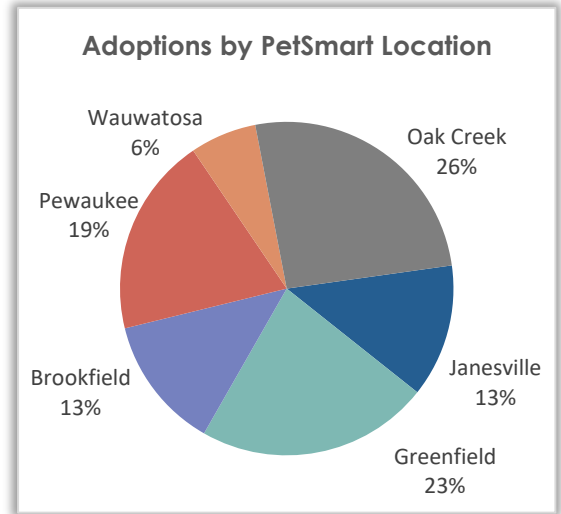 Adoptions by PetSmart Location
Wauwatosa
6%
Oak Creek
26%
Pewaukee
19%
Janesville
13%
Brookfield
13%
Greenfield
23%